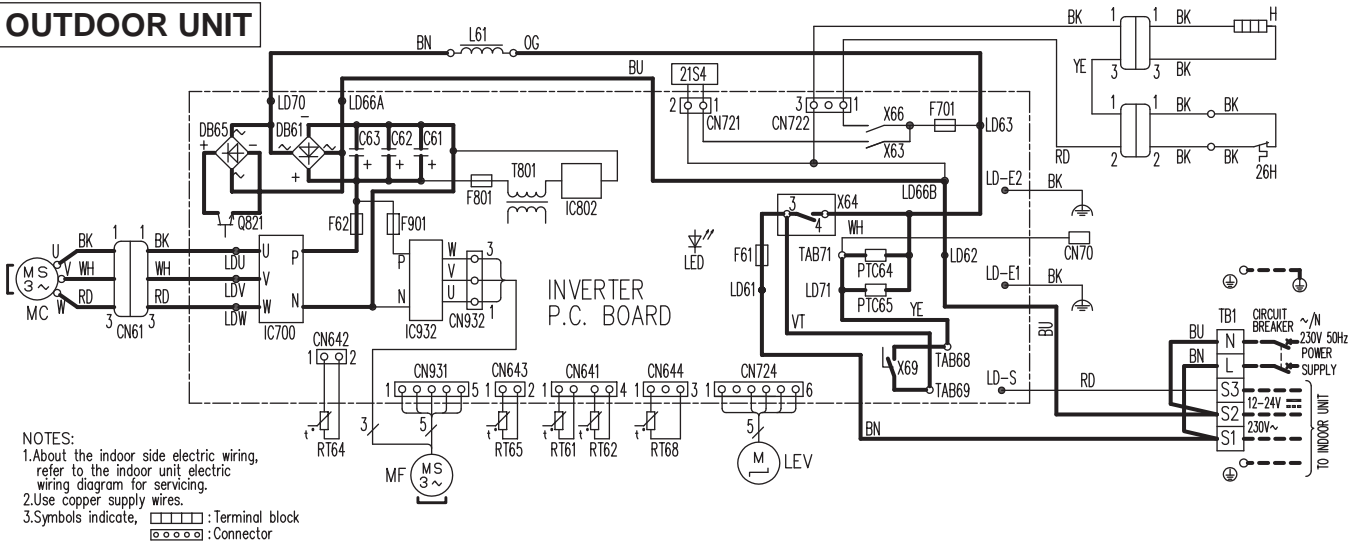 OUTDOOR UNIT
BN L61 OG
BU
21S4
BK 1 1 BK H
YE 3 3 BK
1 1 BK BK
RD 2 2 BK BK
26H
LD70 LD66A
2 1 CN721
3 1 CN722
X66 F701 LD63
X63
DB65 ~ + - ~
DB61 - ~ ~ +
C63 C62 C61
+ + +
T801
F801 IC802
LD66B
LD-E2 BK
Q821
F62 F901
3 X64
4
WH
CN70
LED
F61 TAB71 PTC64 LD62
LD61 LD71 PTC65
LD-E1 BK
VT YE
U BK 1 1 BK U P
MS 3~ V WH WH LDU V
MC W RD 3 3 RD LDV W N
CN61 LDW IC700
P W 3
V
N U 1
IC932 CN932
INVERTER
P.C. BOARD
BU
TB1 CIRCUIT BREAKER ~/N
230V 50Hz
POWER
SUPPLY
BU N
BN L
X69 TAB68
TAB69
LD-S RD S3
12-24V
S2
230V~
BN S1
TO INDOOR UNIT
CN642
1 2
CN931
1 5
CN643
1 2
CN641
1 4
CN644
1 3
CN724
1 6
t° RT64
3 5
t° RT65
t° RT61 t° RT62
t° RT68
5
MF MS 3~
M LEV
NOTES:
1.About the indoor side electric wiring,
refer to the indoor unit electric
wiring diagram for servicing.
2.Use copper supply wires.
3.Symbols indicate, : Terminal block
: Connector